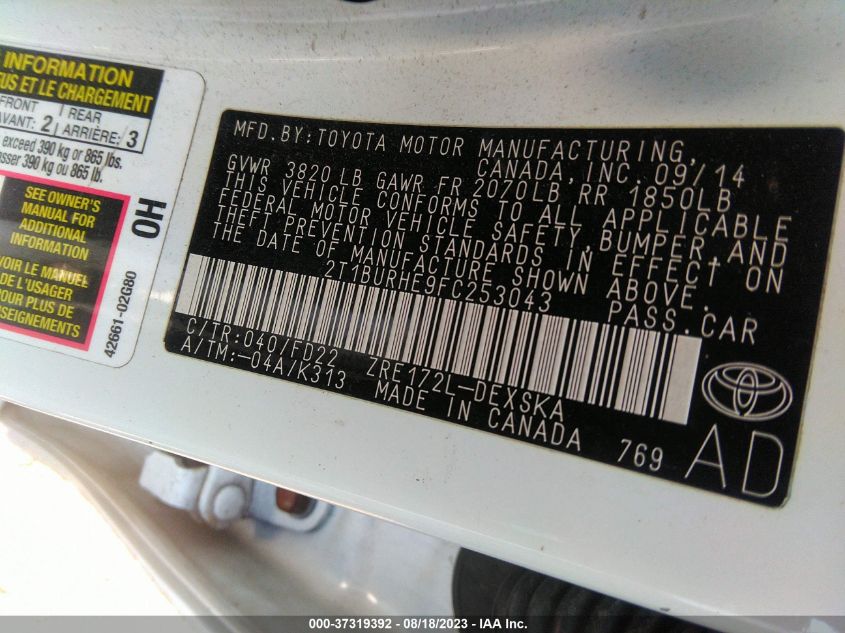 INFORMATION
TUS ET LE CHARGEMENT
FRONT
AVANT: 2
REAR
ARRIÈRE: 3
exceed 390 kg or 865 lbs.
asser 390 kg ou 865 lb.
SEE OWNER'S
MANUAL FOR
ADDITIONAL
INFORMATION
VOIR LE MANUEL
DE L'USAGER
POUR PLUS DE
NSEIGNEMENTS
OH
42661-02G80
MFD.BY:TOYOTA MOTOR MANUFACTURING,
CANADA, INC. 09/14
GVWR 3820 LB GAWR FR 2070LB RR 1850LB
THIS VEHICLE CONFORMS TO ALL APPLICABLE
FEDERAL MOTOR VEHICLE SAFETY,BUMPER,AND
THEFT PREVENTION STANDARDS IN EFFECT ON
THE DATE OF MANUFACTURE SHOWN ABOVE.
2T1BURHE9FC253043 PASS.CAR
C/TR:040/FD22 ZRE172L-DEXSKA
A/TM:-04A/K313 MADE IN CANADA 769
AD
000-37319392 - 08/18/2023 - IAA Inc.